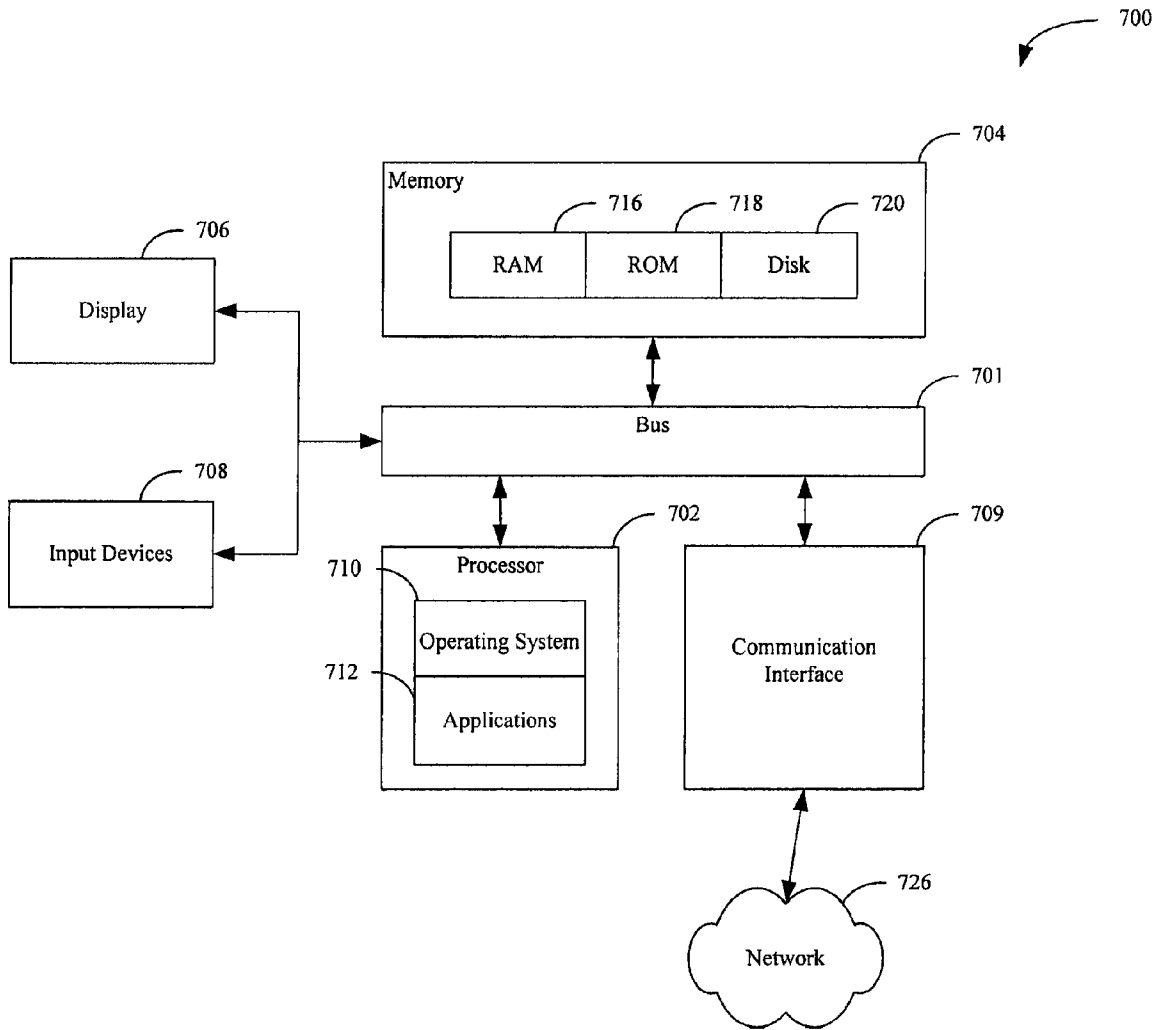 700
704
Memory
716
718
720
RAM
ROM
Disk
706
Display
701
Bus
708
Input Devices
702
Processor
710
Operating System
712
Applications
709
Communication
Interface
726
Network